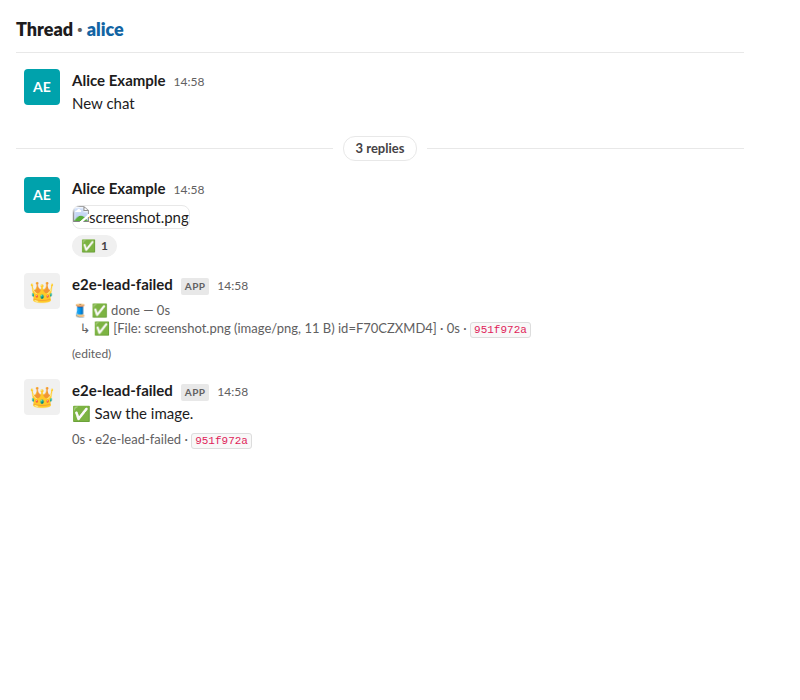 Thread • alice
AE
Alice Example 14:58
New chat
3 replies
AE
Alice Example 14:58
screenshot.png
✅ 1
e2e-lead-failed APP 14:58
🧵 ✅ done — 0s
↳ ✅ [File: screenshot.png (image/png, 11 B) id=F70CZXMD4] · 0s · 951f972a
(edited)
e2e-lead-failed APP 14:58
✅ Saw the image.
0s · e2e-lead-failed · 951f972a